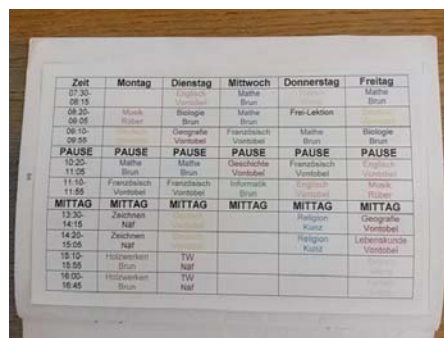 Zeit Montag Dienstag Mittwoch Donnerstag Freitag
07:30- Englisch Mathe Mathe
08:15 Vontobel Brun Brun
08:20- Musik Biologie Mathe Frei-Lektion
09:05 Rüber Brun Brun
09:10- Geografie Französisch Mathe Biologie
09:55 Vontobel Vontobel Brun Brun
PAUSE PAUSE PAUSE PAUSE PAUSE PAUSE
10:20- Mathe Mathe Geschichte Französisch Englisch
11:05 Brun Brun Vontobel Vontobel Vontobel
11:10- Französisch Französisch Informatik Englisch Musik
11:55 Vontobel Vontobel Brun Vontobel Rüber
MITTAG MITTAG MITTAG MITTAG MITTAG MITTAG
13:30- Zeichnen Deutsch Religion Geografie
14:15 Näf Vontobel Kunz Vontobel
14:20- Zeichnen Religion Lebenskunde
15:05 Näf Kunz Vontobel
15:10- Holzwerken TW
15:55 Brun Näf
16:00- Holzwerken TW
16:45 Brun Näf